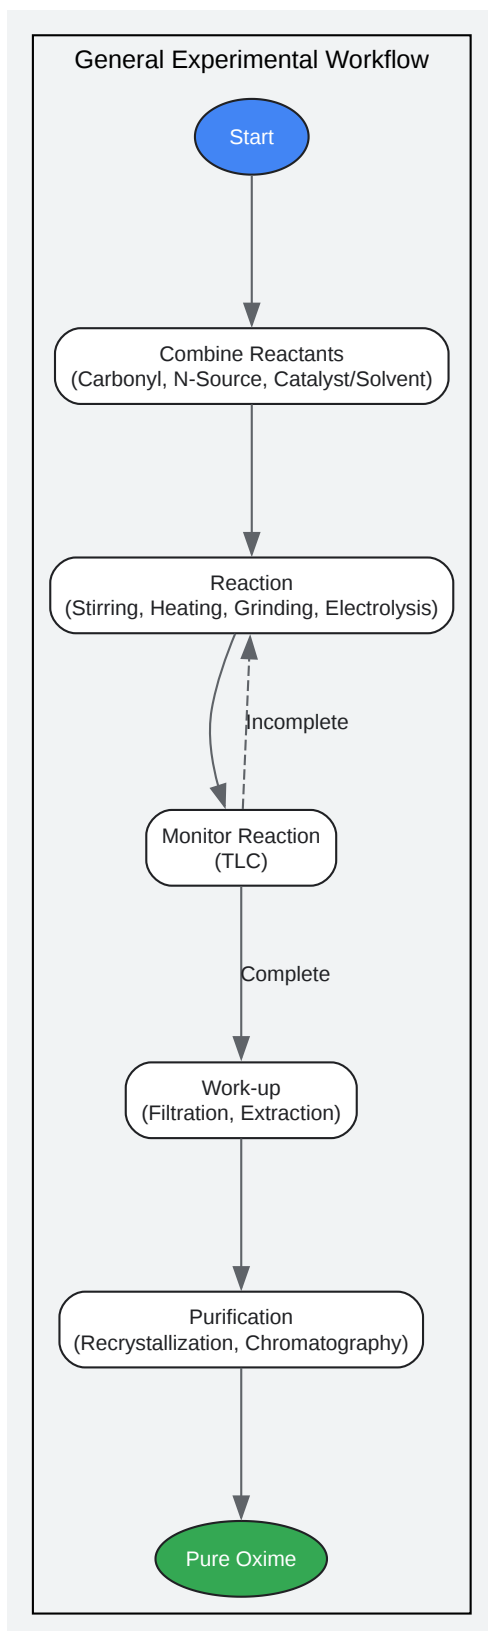 General Experimental Workflow
Start
Combine Reactants
(Carbonyl, N-Source, Catalyst/Solvent)
Reaction
(Stirring, Heating, Grinding, Electrolysis)
Incomplete
Monitor Reaction
(TLC)
Complete
Work-up
(Filtration, Extraction)
Purification
(Recrystallization, Chromatography)
Pure Oxime